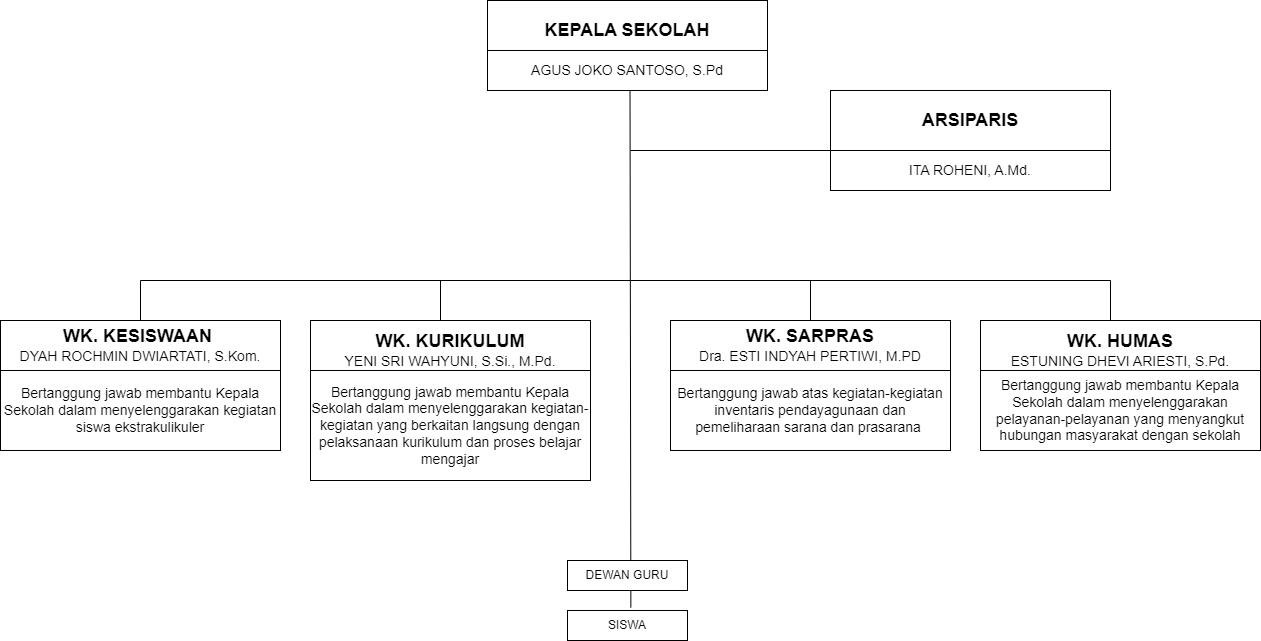 KEPALA SEKOLAH
AGUS JOKO SANTOSO, S.Pd
ARSIPARIS
ITA ROHENI, A.Md.
WK. KESISWAAN
DYAH ROCHMIN DWIARTATI, S.Kom.
Bertanggung jawab membantu Kepala
Sekolah dalam menyelenggarakan kegiatan
siswa ekstrakulikuler
WK. KURIKULUM
YENI SRI WAHYUNI, S.Si., M.Pd.
Bertanggung jawab membantu Kepala
Sekolah dalam menyelenggarakan kegiatan-
kegiatan yang berkaitan langsung dengan
pelaksanaan kurikulum dan proses belajar
mengajar
WK. SARPRAS
Dra. ESTI INDYAH PERTIWI, M.PD
Bertanggung jawab atas kegiatan-kegiatan
inventaris pendayagunaan dan
pemeliharaan sarana dan prasarana
WK. HUMAS
ESTUNING DHEVI ARIESTI, S.Pd.
Bertanggung jawab membantu Kepala
Sekolah dalam menyelenggarakan
pelayanan-pelayanan yang menyangkut
hubungan masyarakat dengan sekolah
DEWAN GURU
SISWA